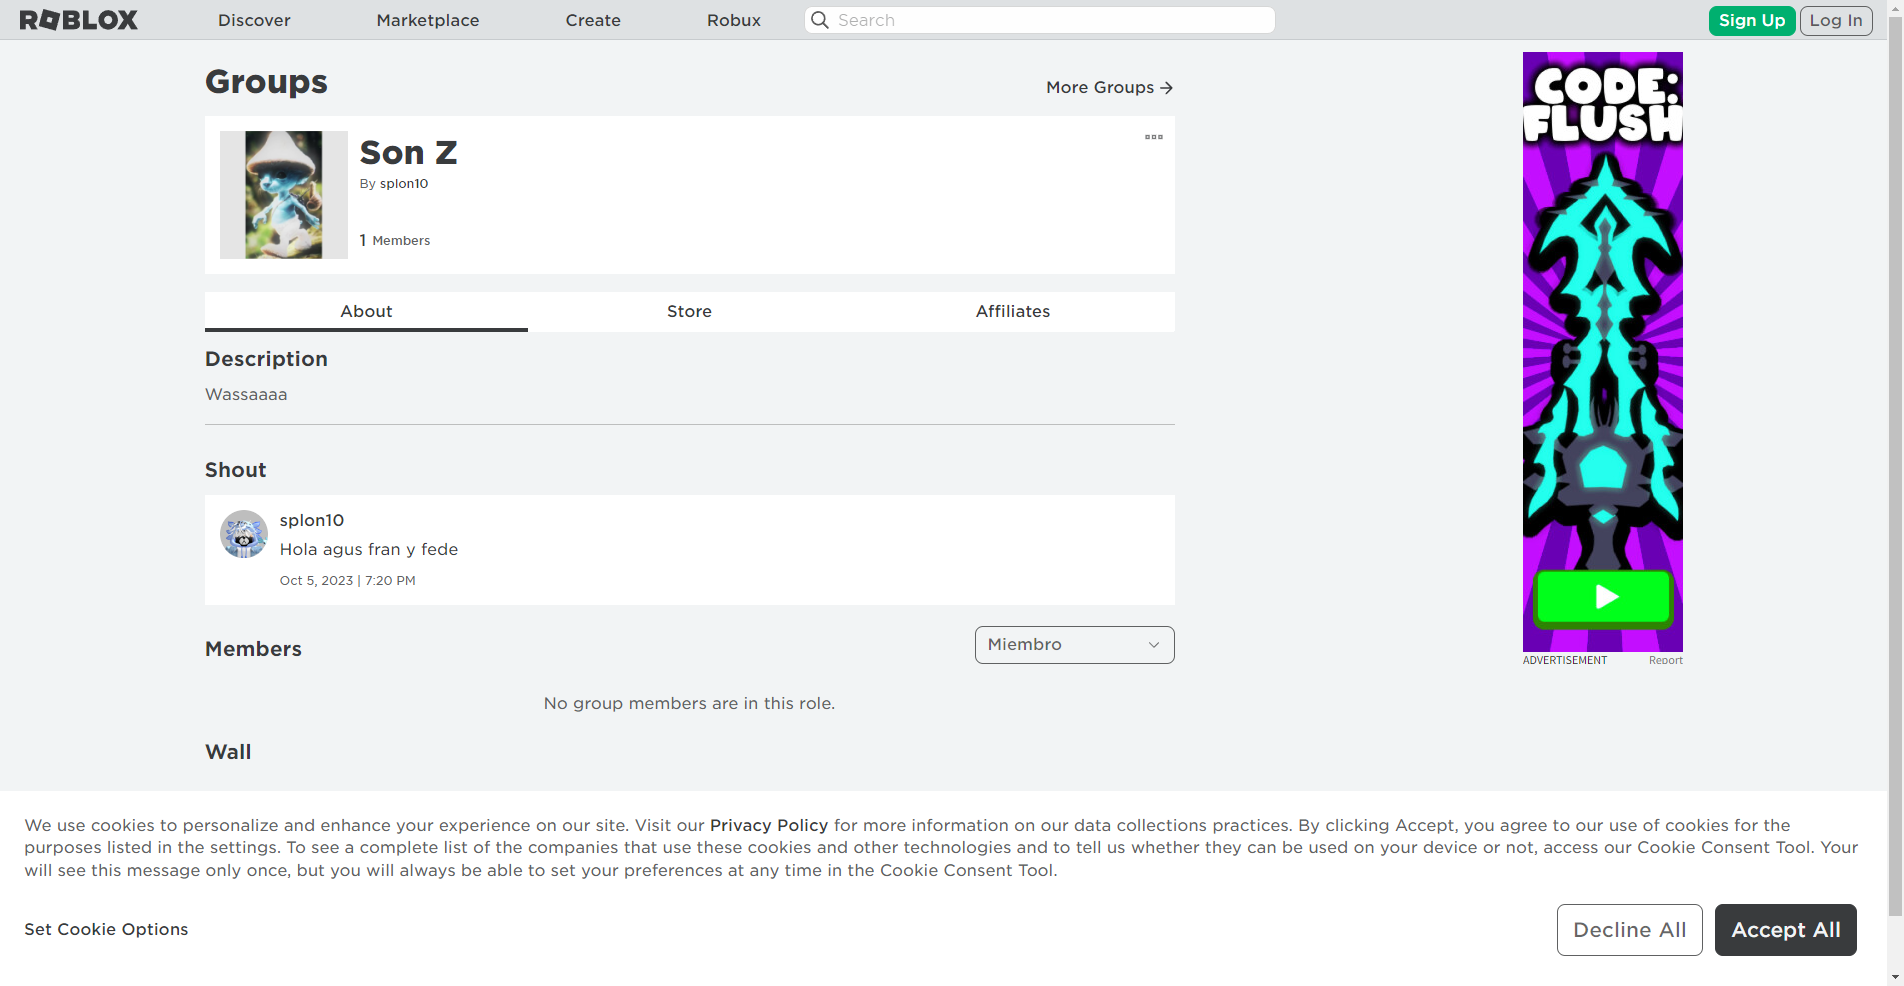 ROBLOX
Discover
Marketplace
Create
Robux
Search
Sign Up
Log In
Groups
More Groups
Son Z
By splon10
1 Members
About
Store
Affiliates
Description
Wassaaaa
Shout
splon10
Hola agus fran y fede
Oct 5, 2023 | 7:20 PM
Members
Miembro
No group members are in this role.
Wall
CODE:
FLUSH
ADVERTISEMENT
Report
We use cookies to personalize and enhance your experience on our site. Visit our Privacy Policy for more information on our data collections practices. By clicking Accept, you agree to our use of cookies for the
purposes listed in the settings. To see a complete list of the companies that use these cookies and other technologies and to tell us whether they can be used on your device or not, access our Cookie Consent Tool. Your
will see this message only once, but you will always be able to set your preferences at any time in the Cookie Consent Tool.
Set Cookie Options
Decline All
Accept All